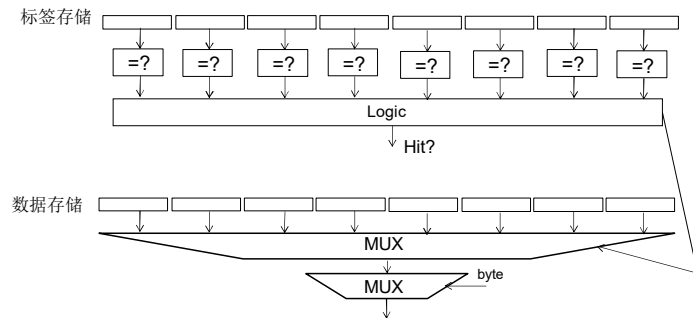 标签存储
=? =? =? =? =? =? =? =?
Logic
Hit?
数据存储
MUX
byte
MUX